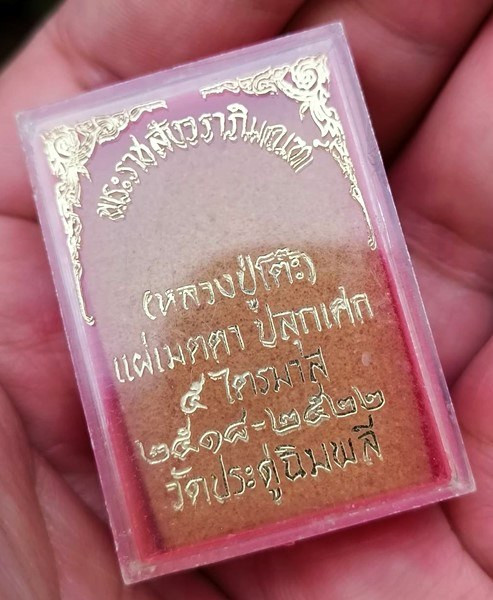 พระราชสังวราภิมณฑ์
(หลวงปู่โต๊ะ)
แผ่เมตตา ปลุกเศก
๕ ไตรมาส
๒๕๑๘-๒๕๒๒
วัดประดู่ฉิมพลี